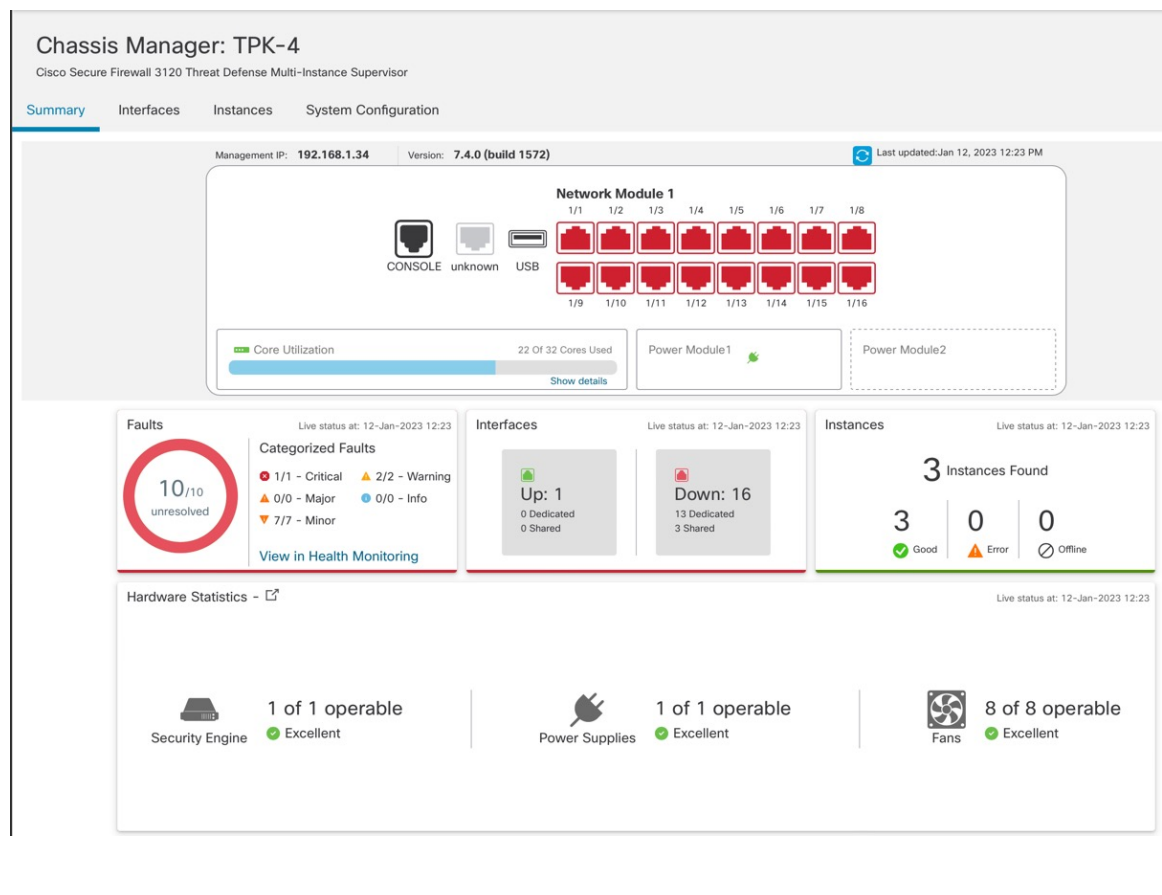 Chassis Manager: TPK-4
Cisco Secure Firewall 3120 Threat Defense Multi-Instance Supervisor
Summary Interfaces Instances System Configuration
Management IP: 192.168.1.34 Version: 7.4.0 (build 1572) Last updated:Jan 12, 2023 12:23 PM
Network Module 1
1/1 1/2 1/3 1/4 1/5 1/6 1/7 1/8
CONSOLE unknown USB
1/9 1/10 1/11 1/12 1/13 1/14 1/15 1/16
Core Utilization 22 Of 32 Cores Used
Show details
Power Module1
Power Module2
Faults Live status at: 12-Jan-2023 12:23
10/10
unresolved
Categorized Faults
1/1 - Critical 2/2 - Warning
0/0 - Major 0/0 - Info
7/7 - Minor
View in Health Monitoring
Interfaces Live status at: 12-Jan-2023 12:23
Up: 1
0 Dedicated
0 Shared
Down: 16
13 Dedicated
3 Shared
Instances Live status at: 12-Jan-2023 12:23
3 Instances Found
3 0 0
Good Error Offline
Hardware Statistics - Live status at: 12-Jan-2023 12:23
Security Engine
1 of 1 operable
Excellent
Power Supplies
1 of 1 operable
Excellent
Fans
8 of 8 operable
Excellent